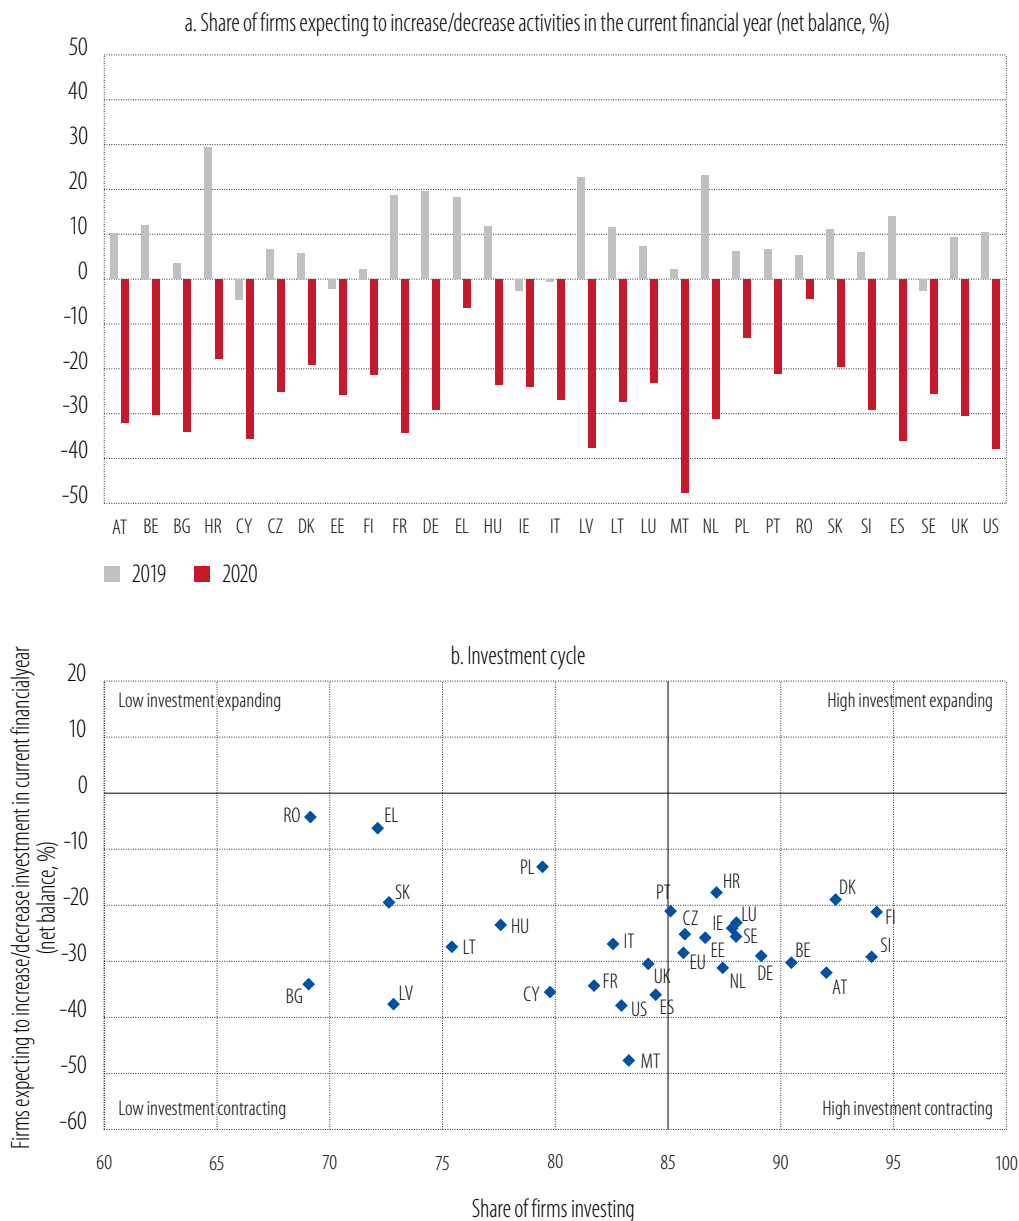 a. Share of firms expecting to increase/decrease activities in the current financial year (net balance, %)
50
40
30
20
10
0
-10
-20
-30
-40
-50
AT BE BG HR CY CZ DK EE FI FR DE EL HU IE IT LV LT LU MT NL PL PT RO SK SI ES SE UK US
2019 2020
b. Investment cycle
Firms expecting to increase/decrease investment in current financialyear
(net balance, %)
20
10
0
-10
-20
-30
-40
-50
-60
Low investment expanding High investment expanding
RO EL
PL
SK PT HR DK
HU CZ IE LU FI
LT IT SE
EE BE SI
EU DE
BG LV CY FR UK NL AT
US ES
MT
Low investment contracting High investment contracting
60 65 70 75 80 85 90 95 100
Share of firms investing